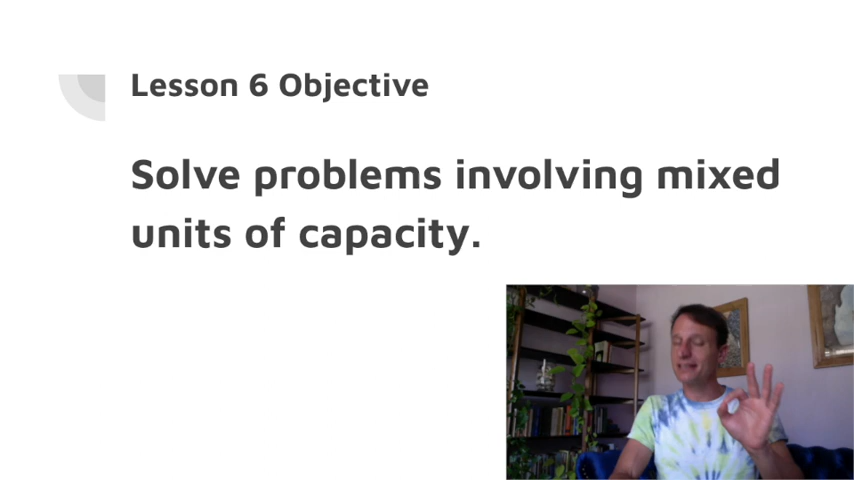 Lesson 6 Objective
Solve problems involving mixed
units of capacity.